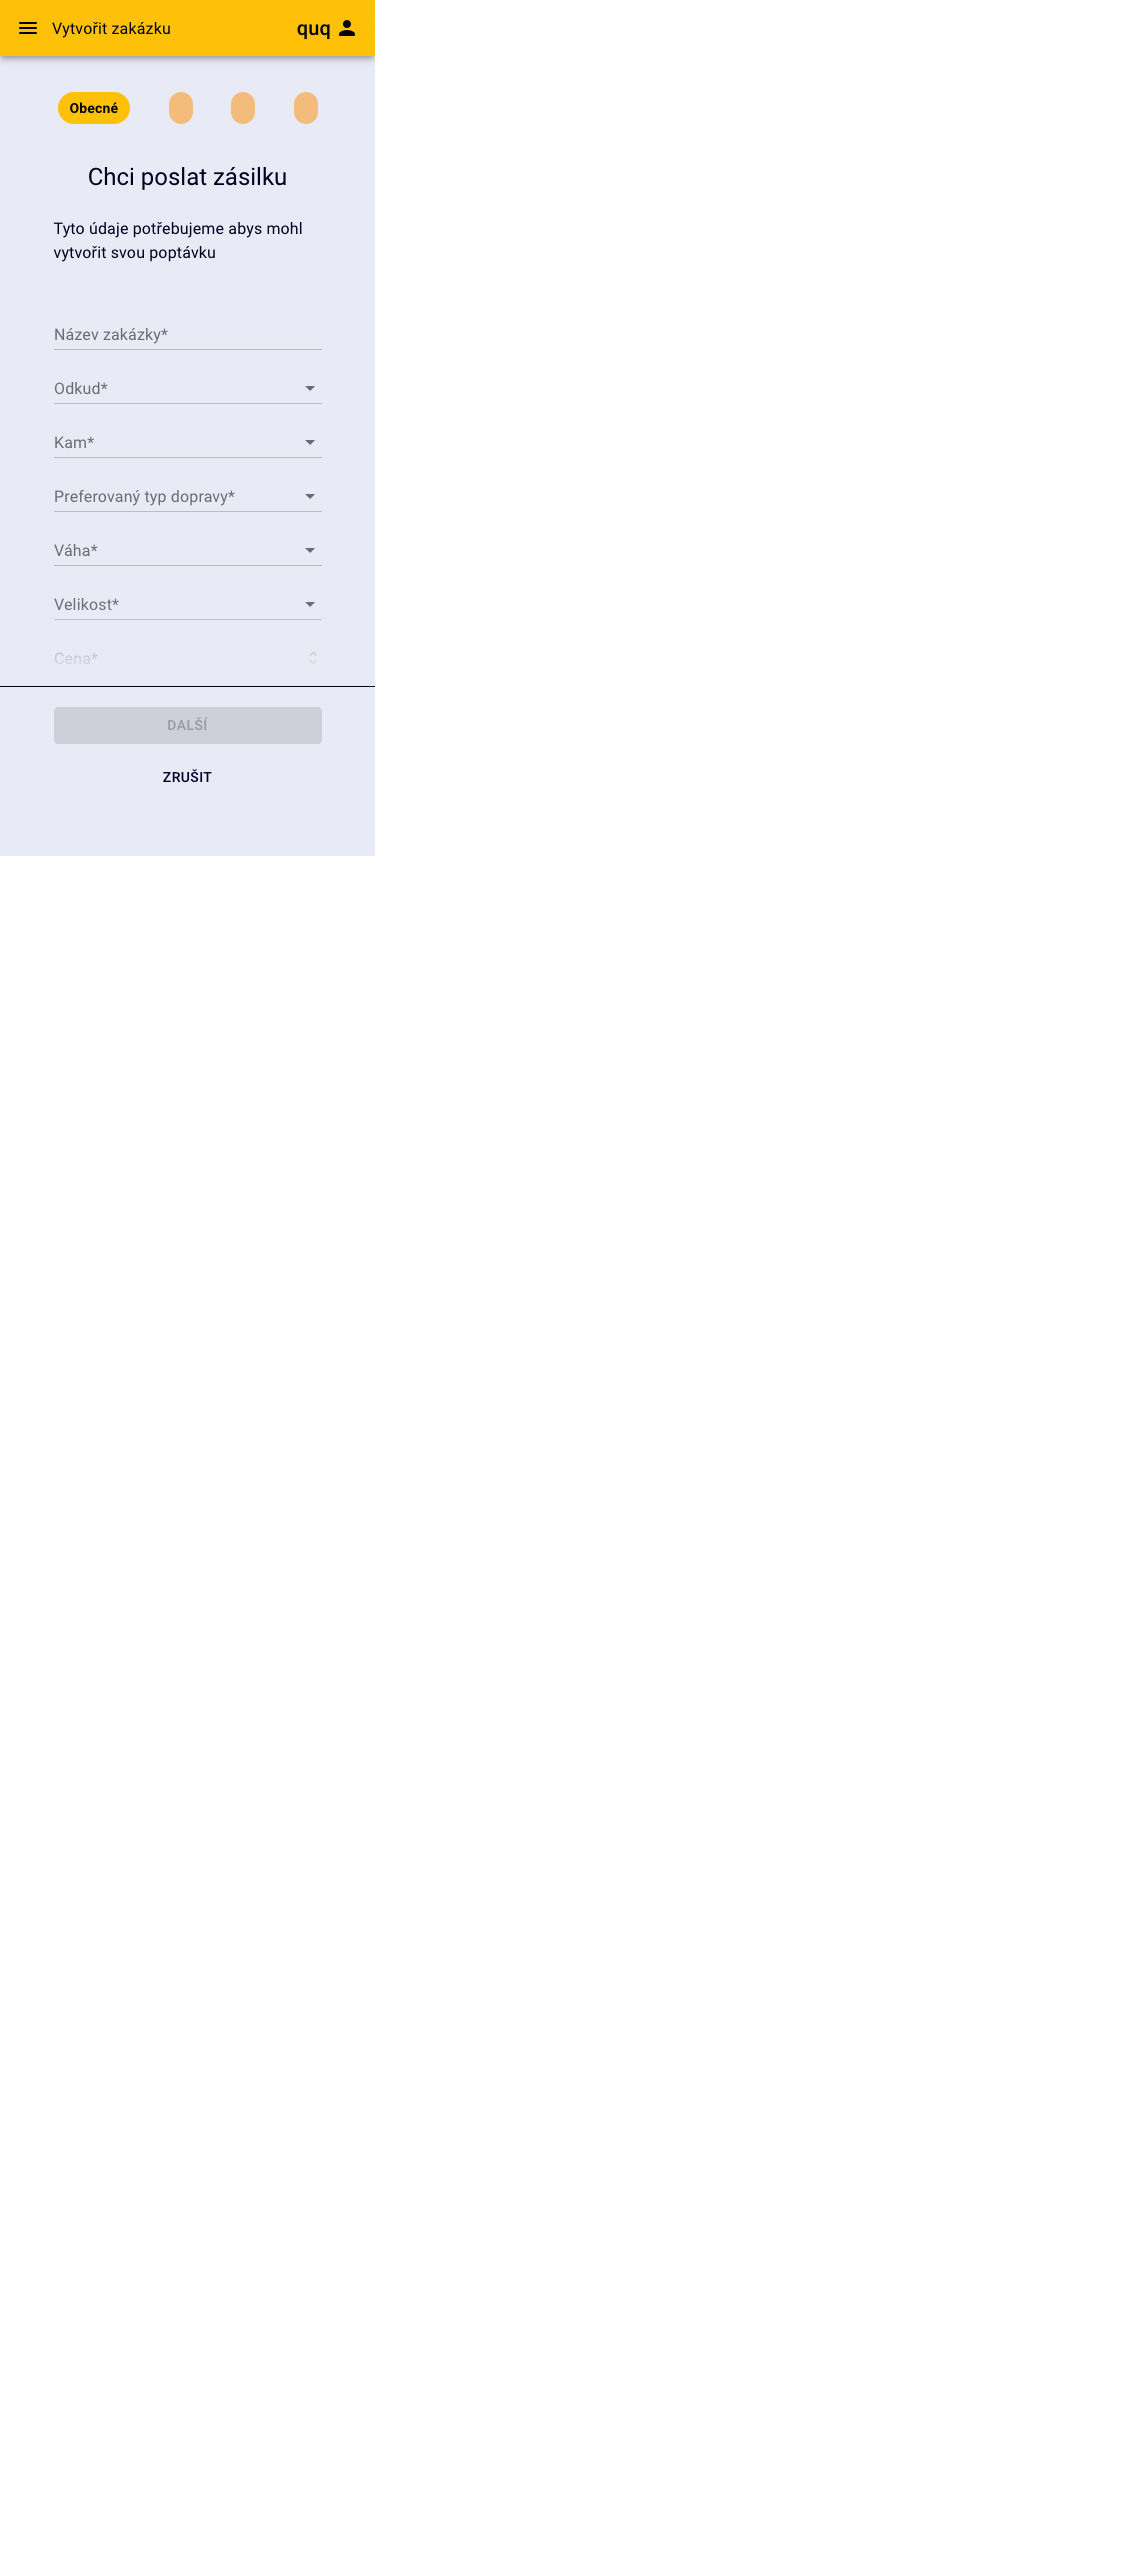 Vytvořit zakázku
quq
Obecné
Chci poslat zásilku
Tyto údaje potřebujeme abys mohl
vytvořit svou poptávku
Název zakázky*
Odkud*
Kam*
Preferovaný typ dopravy*
Váha*
Velikost*
Cena*
DALŠÍ
ZRUŠIT